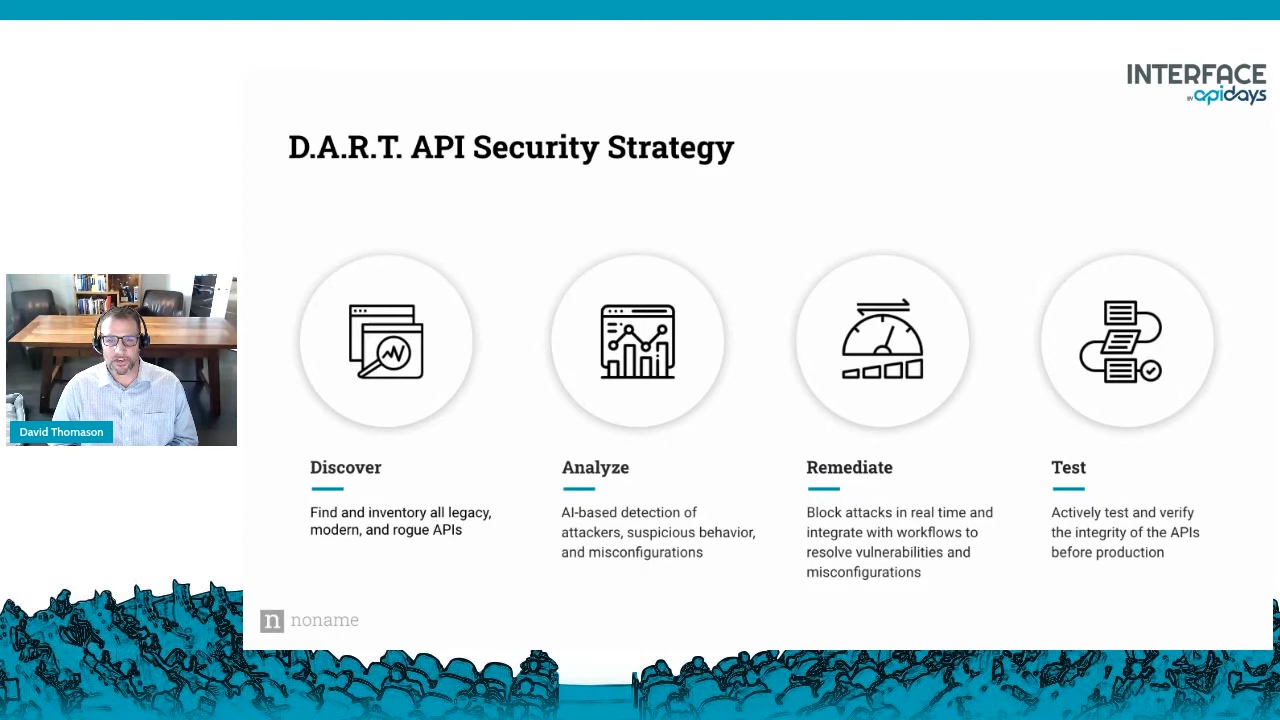 INTERFACE
BY apidays
D.A.R.T. API Security Strategy
David Thomason
Discover
Find and inventory all legacy,
modern, and rogue APIs
Analyze
AI-based detection of
attackers, suspicious behavior,
and misconfigurations
Remediate
Block attacks in real time and
integrate with workflows to
resolve vulnerabilities and
misconfigurations
Test
Actively test and verify
the integrity of the APIs
before production
n noname